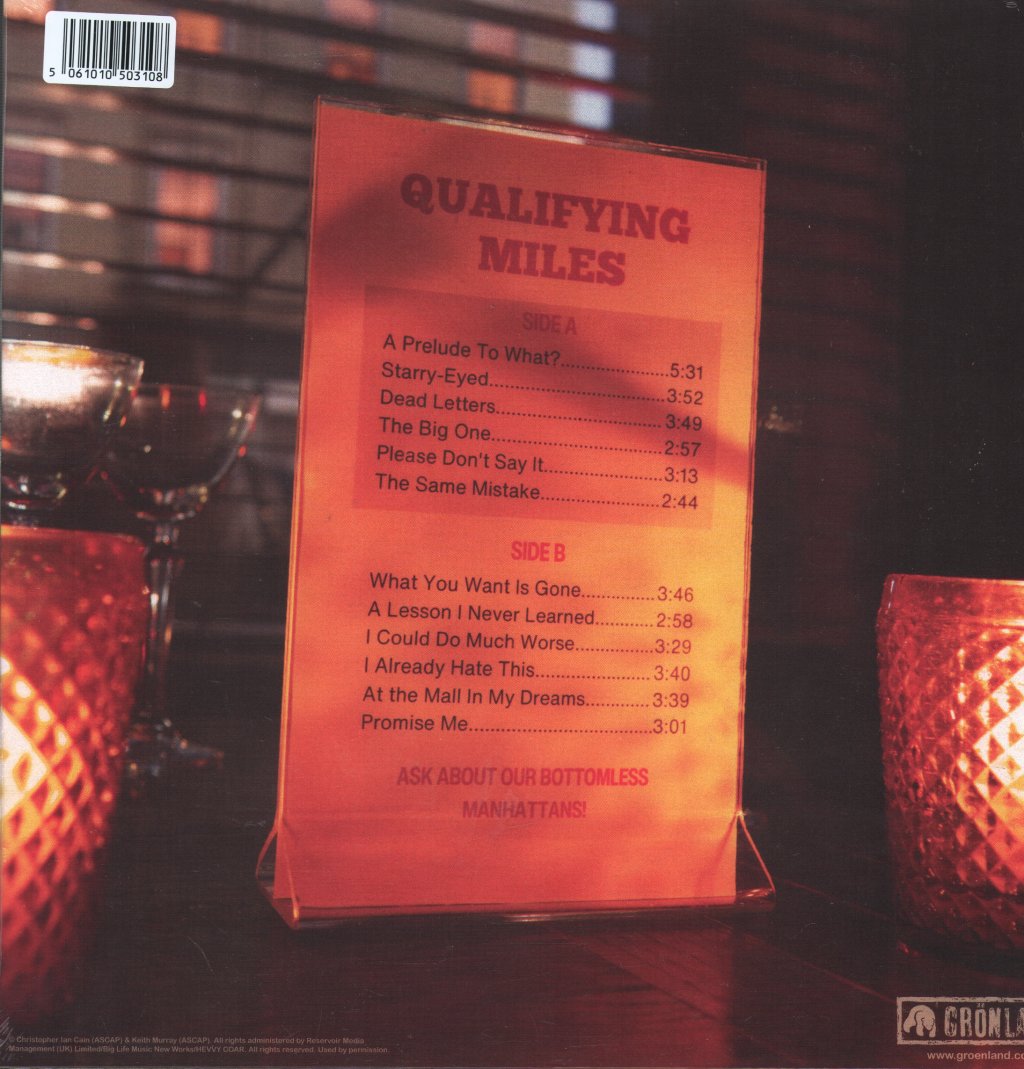 5 061010 503108
QUALIFYING
MILES
SIDE A
A Prelude To What?..................5:31
Starry-Eyed..............................3:52
Dead Letters............................3:49
The Big One............................2:57
Please Don't Say It....................3:13
The Same Mistake....................2:44
SIDE B
What You Want Is Gone.............3:46
A Lesson I Never Learned..........2:58
I Could Do Much Worse.............3:29
I Already Hate This...................3:40
At the Mall In My Dreams...........3:39
Promise Me..............................3:01
ASK ABOUT OUR BOTTOMLESS
MANHATTANS!
© Christopher Ian Cain (ASCAP) & Keith Murray (ASCAP). All rights administered by Reservoir Media
Management (UK) Limited/Big Life Music New Works/HEVVY GOAR. All rights reserved. Used by permission.
GRÖNLA
www.groenland.co